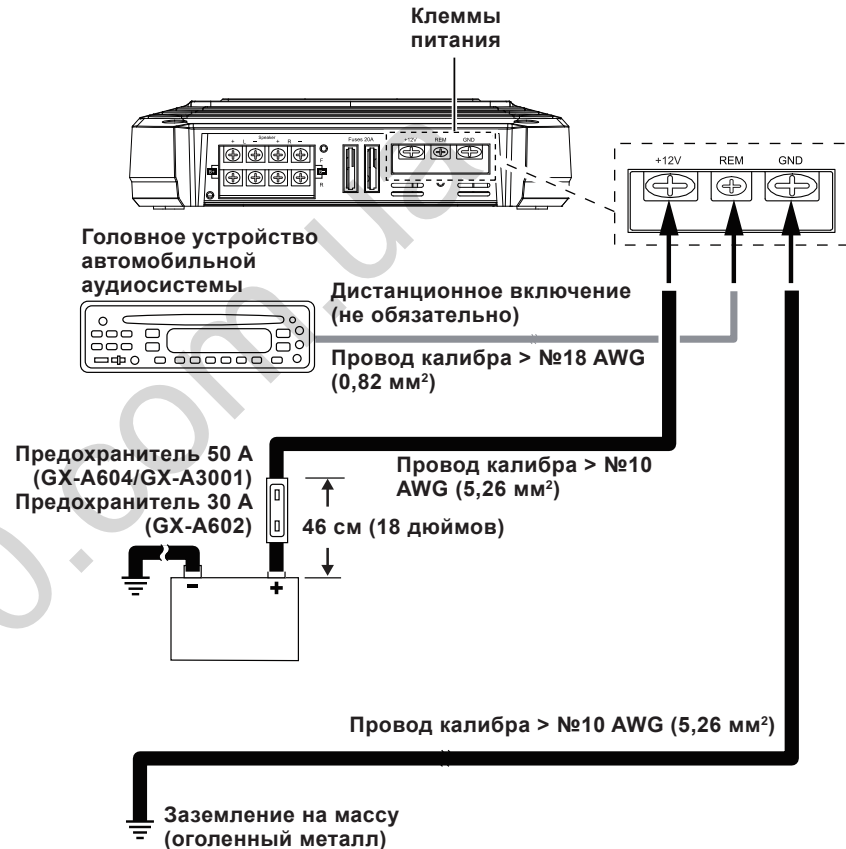 Клеммы
питания
Speaker
+ L − + R −
Fuses 20A
+12V REM GND
F
R
+12V REM GND
Головное устройство
автомобильной
аудиосистемы
Дистанционное включение
(не обязательно)
Провод калибра > №18 AWG
(0,82 мм²)
Предохранитель 50 А
(GX-A604/GX-A3001)
Предохранитель 30 А
(GX-A602)
Провод калибра > №10
AWG (5,26 мм²)
46 см (18 дюймов)
− +
Провод калибра > №10 AWG (5,26 мм²)
Заземление на массу
(оголенный металл)
0.com.ua